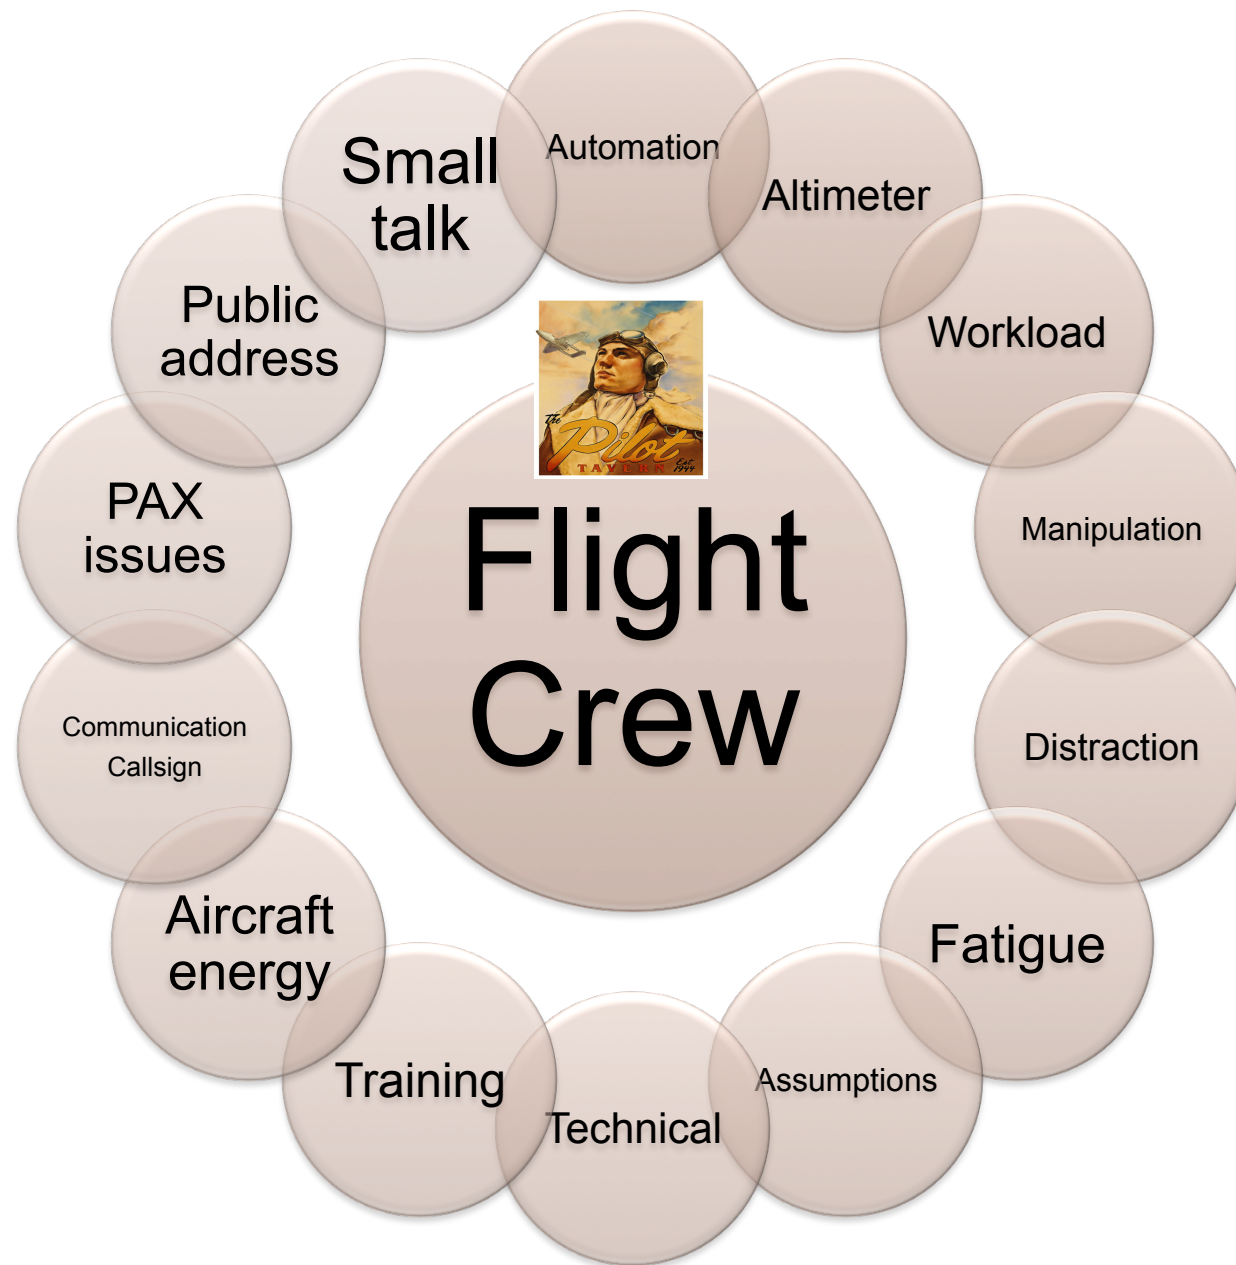 Automation
Altimeter
Workload
Manipulation
Distraction
Fatigue
Assumptions
Technical
Training
Aircraft
energy
Communication
Callsign
PAX
issues
Public
address
Small
talk
The
Pilot
TAVERN
Est.
1944
Flight
Crew